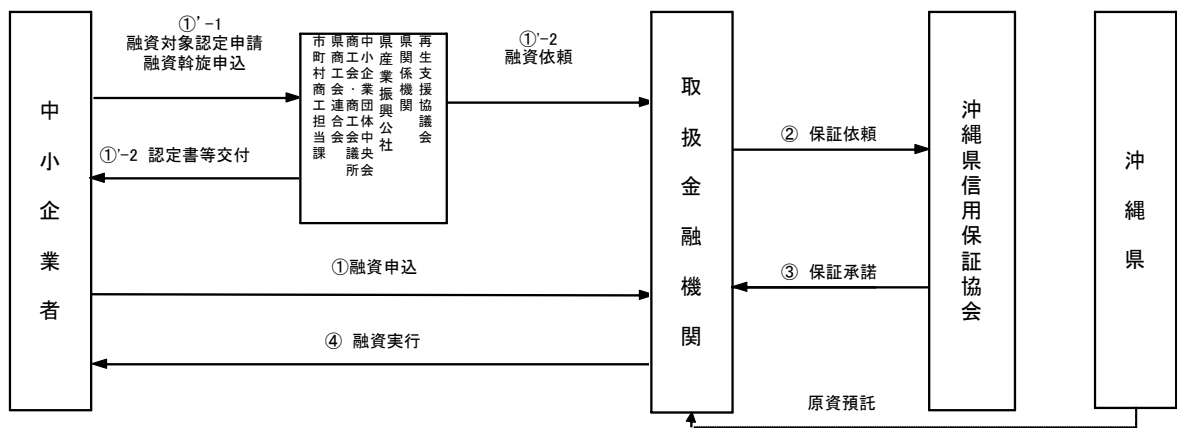 中小企業者
①'-1
融資対象認定申請
融資斡旋申込
①'-2 認定書等交付
再生支援協議会
県関係機関
県産業振興公社
中小企業団体中央会
商工会・商工会議所
県商工会連合会
市町村商工担当課
①'-2
融資依頼
①融資申込
④ 融資実行
取扱金融機関
② 保証依頼
③ 保証承諾
原資預託
沖縄県信用保証協会
沖縄県